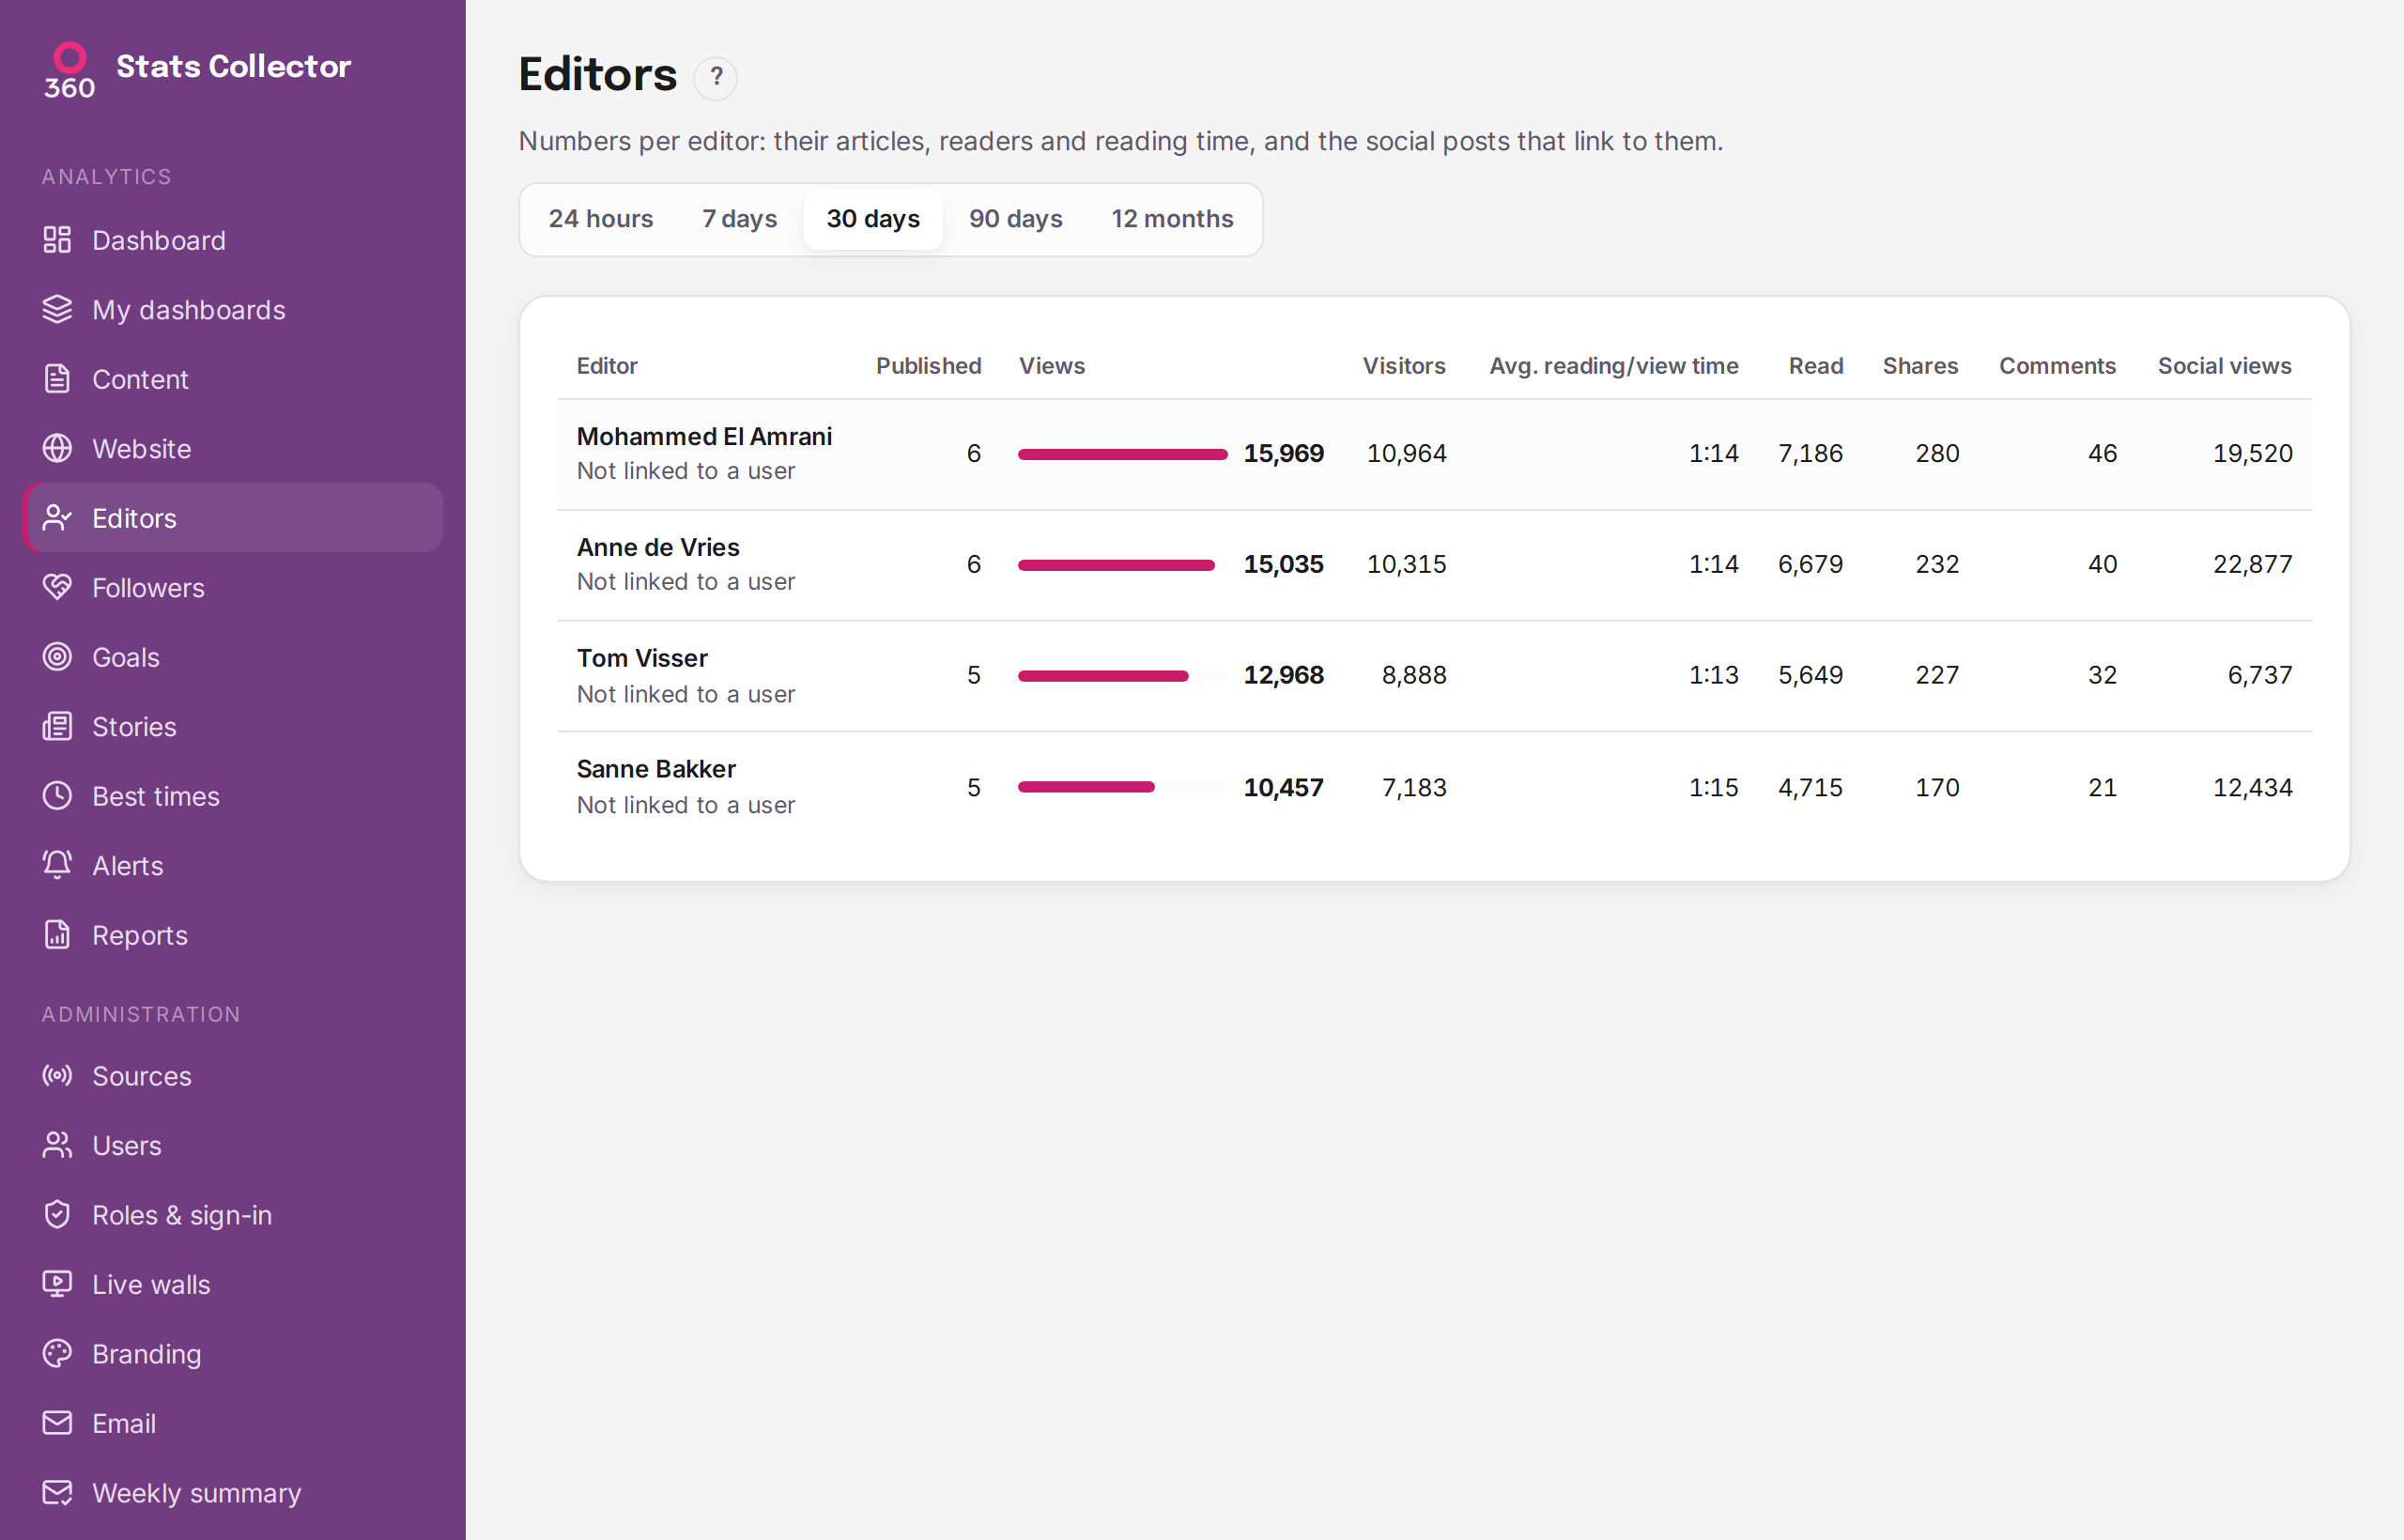 360
Stats Collector
ANALYTICS
Dashboard
My dashboards
Content
Website
Editors
Followers
Goals
Stories
Best times
Alerts
Reports
ADMINISTRATION
Sources
Users
Roles & sign-in
Live walls
Branding
Email
Weekly summary
Editors ?
Numbers per editor: their articles, readers and reading time, and the social posts that link to them.
24 hours 7 days 30 days 90 days 12 months
Editor Published Views Visitors Avg. reading/view time Read Shares Comments Social views
Mohammed El Amrani
Not linked to a user
6 15,969 10,964 1:14 7,186 280 46 19,520
Anne de Vries
Not linked to a user
6 15,035 10,315 1:14 6,679 232 40 22,877
Tom Visser
Not linked to a user
5 12,968 8,888 1:13 5,649 227 32 6,737
Sanne Bakker
Not linked to a user
5 10,457 7,183 1:15 4,715 170 21 12,434